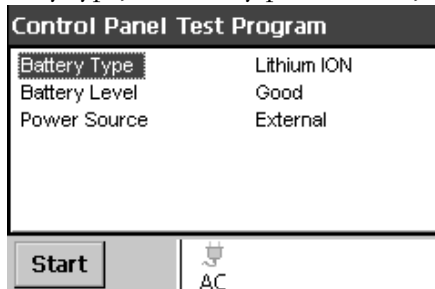 Control Panel Test Program
Battery Type Lithium ION
Battery Level Good
Power Source External
Start
AC